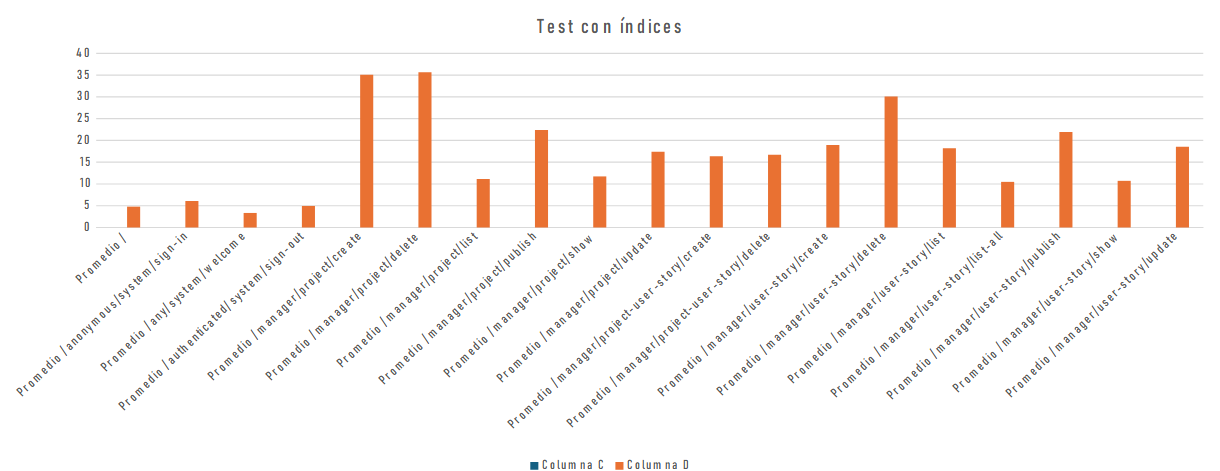 Test con índices
40
35
30
25
20
15
10
5
0
Promedio /
Promedio /anonymous/system/sign-in
Promedio /any/system/welcome
Promedio /authenticated/system/sign-out
Promedio /manager/project/create
Promedio /manager/project/delete
Promedio /manager/project/list
Promedio /manager/project/publish
Promedio /manager/project/show
Promedio /manager/project/update
Promedio /manager/project-user-story/create
Promedio /manager/project-user-story/delete
Promedio /manager/user-story/create
Promedio /manager/user-story/delete
Promedio /manager/user-story/list
Promedio /manager/user-story/list-all
Promedio /manager/user-story/publish
Promedio /manager/user-story/show
Promedio /manager/user-story/update
Columna C Columna D